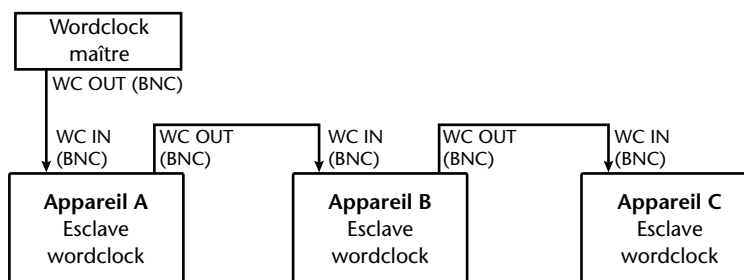 Wordclock
maître
WC OUT (BNC)
WC IN
(BNC)
WC OUT
(BNC)
WC IN
(BNC)
WC OUT
(BNC)
WC IN
(BNC)
Appareil A
Esclave
wordclock
Appareil B
Esclave
wordclock
Appareil C
Esclave
wordclock